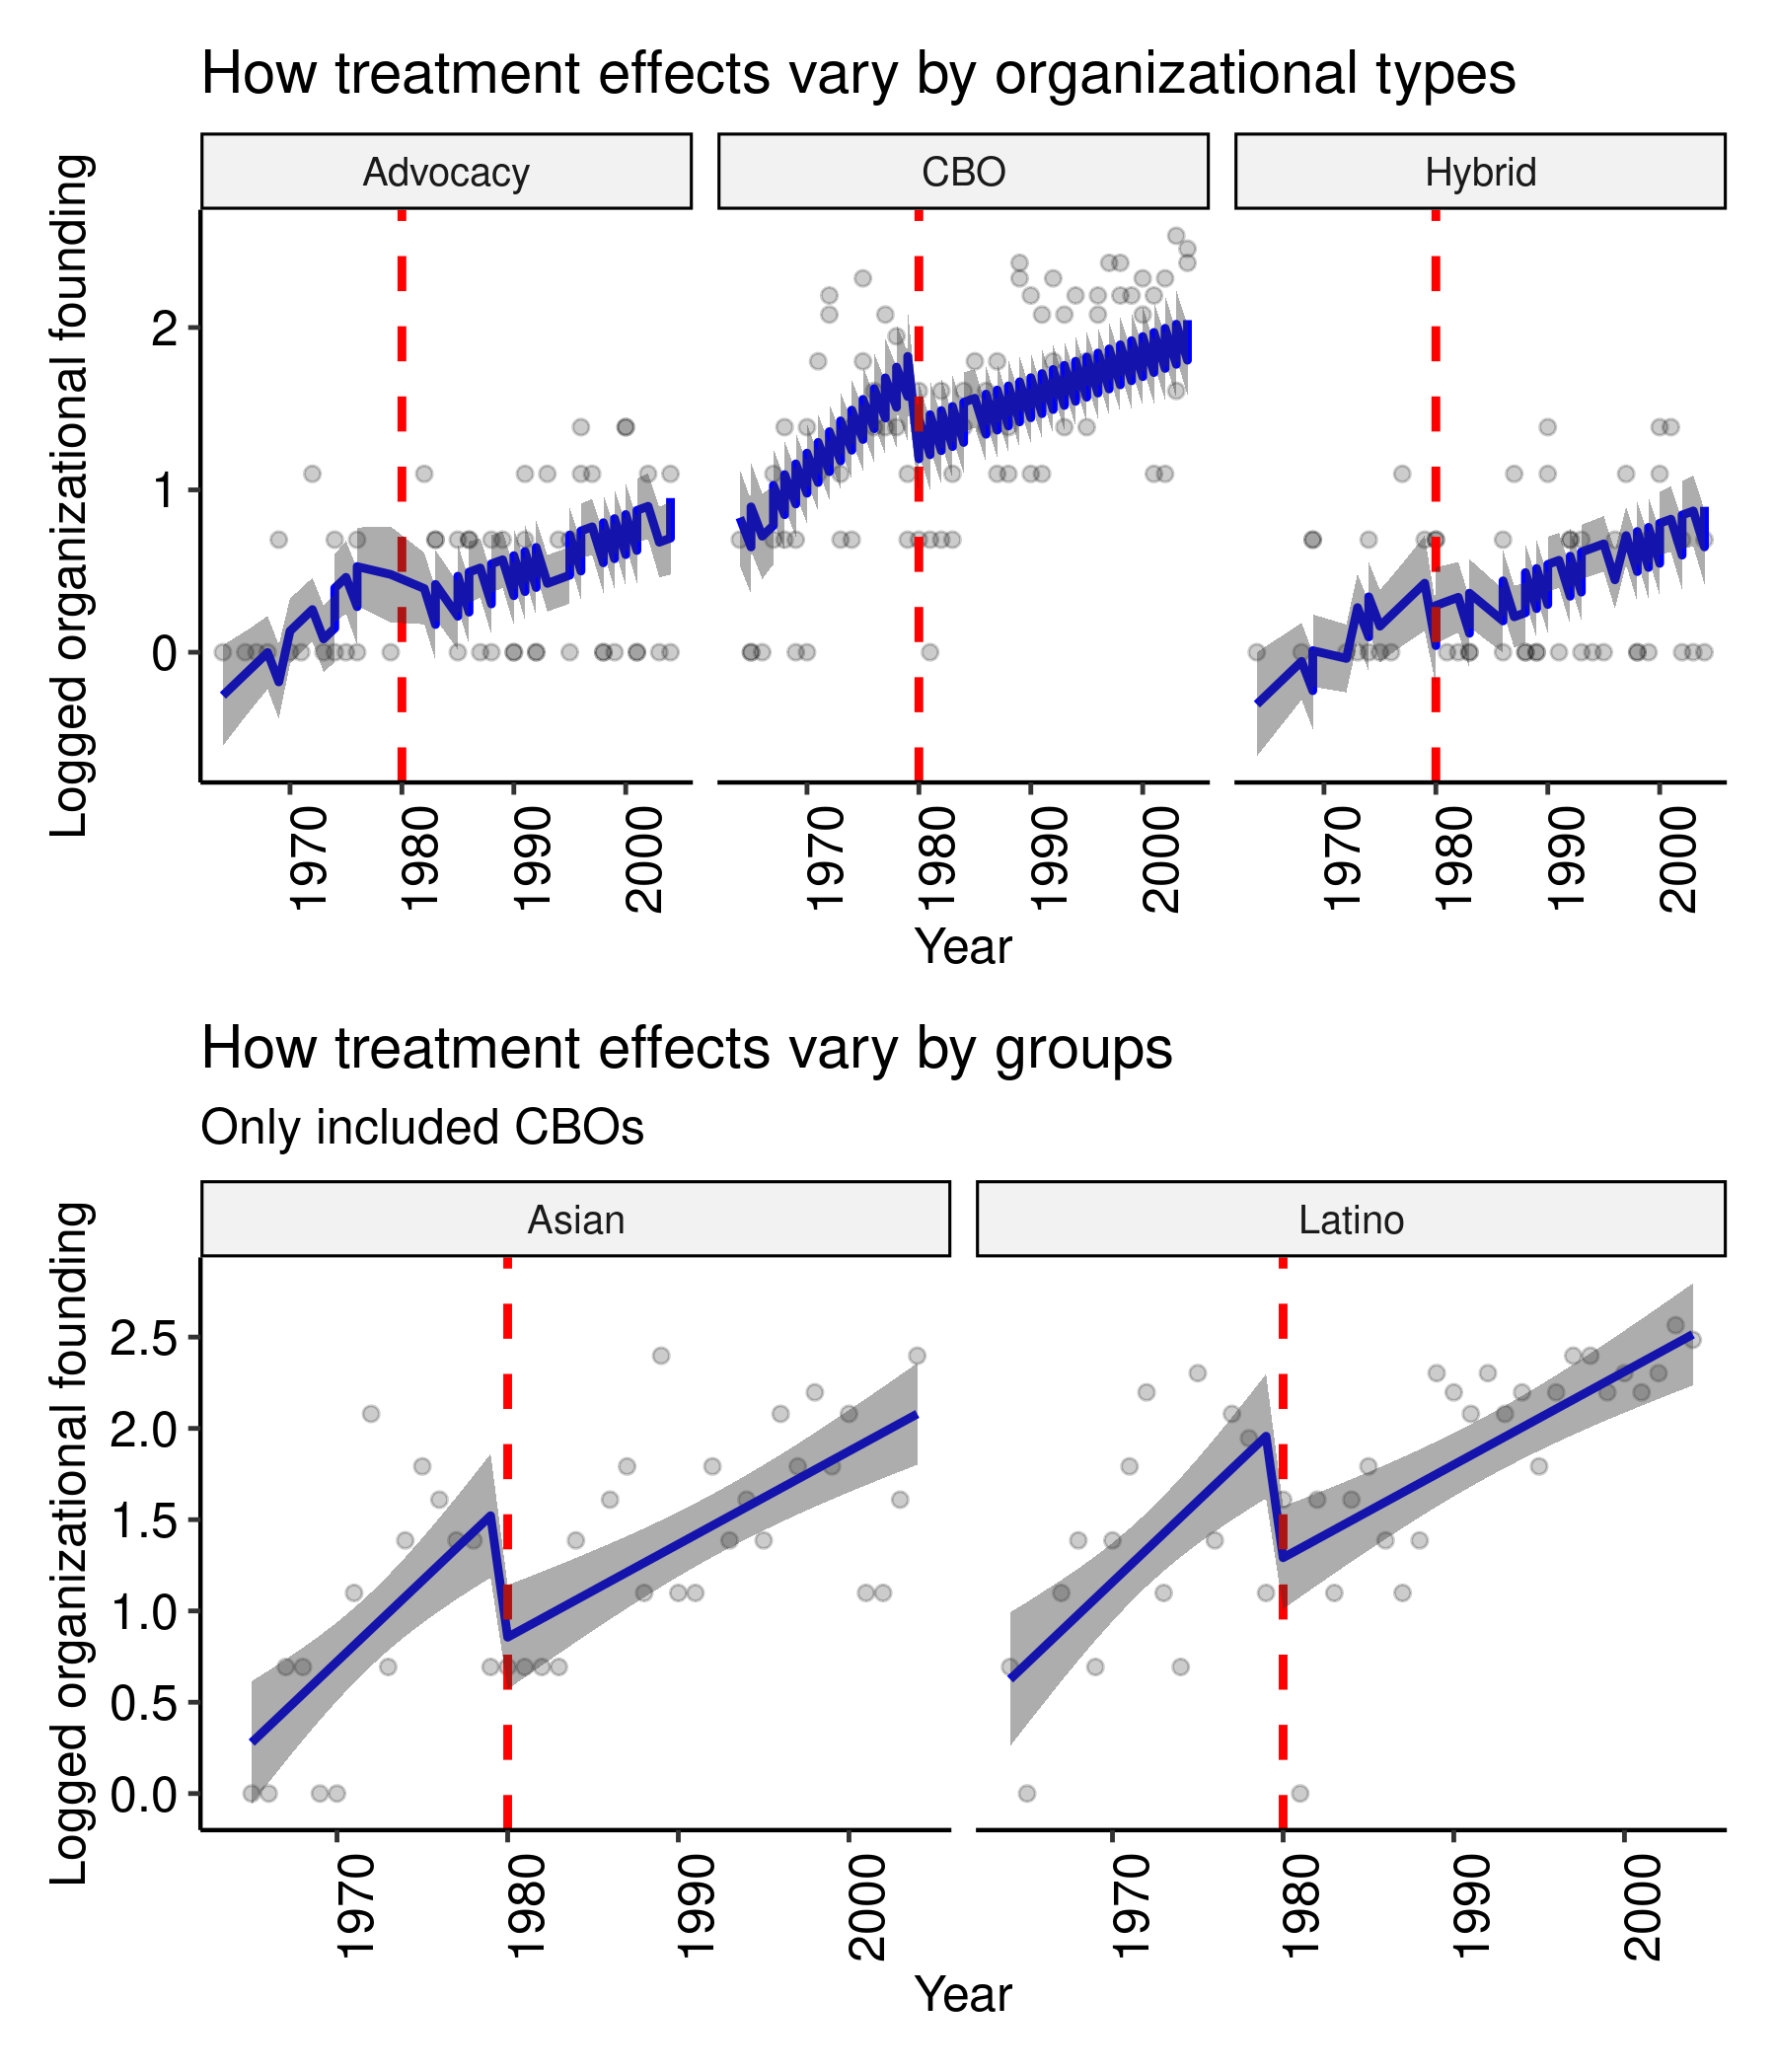 How treatment effects vary by organizational types
Advocacy CBO Hybrid
Logged organizational founding
2
1
0
1970 1980 1990 2000 1970 1980 1990 2000 1970 1980 1990 2000
Year
How treatment effects vary by groups
Only included CBOs
Asian Latino
Logged organizational founding
2.5
2.0
1.5
1.0
0.5
0.0
1970 1980 1990 2000 1970 1980 1990 2000
Year